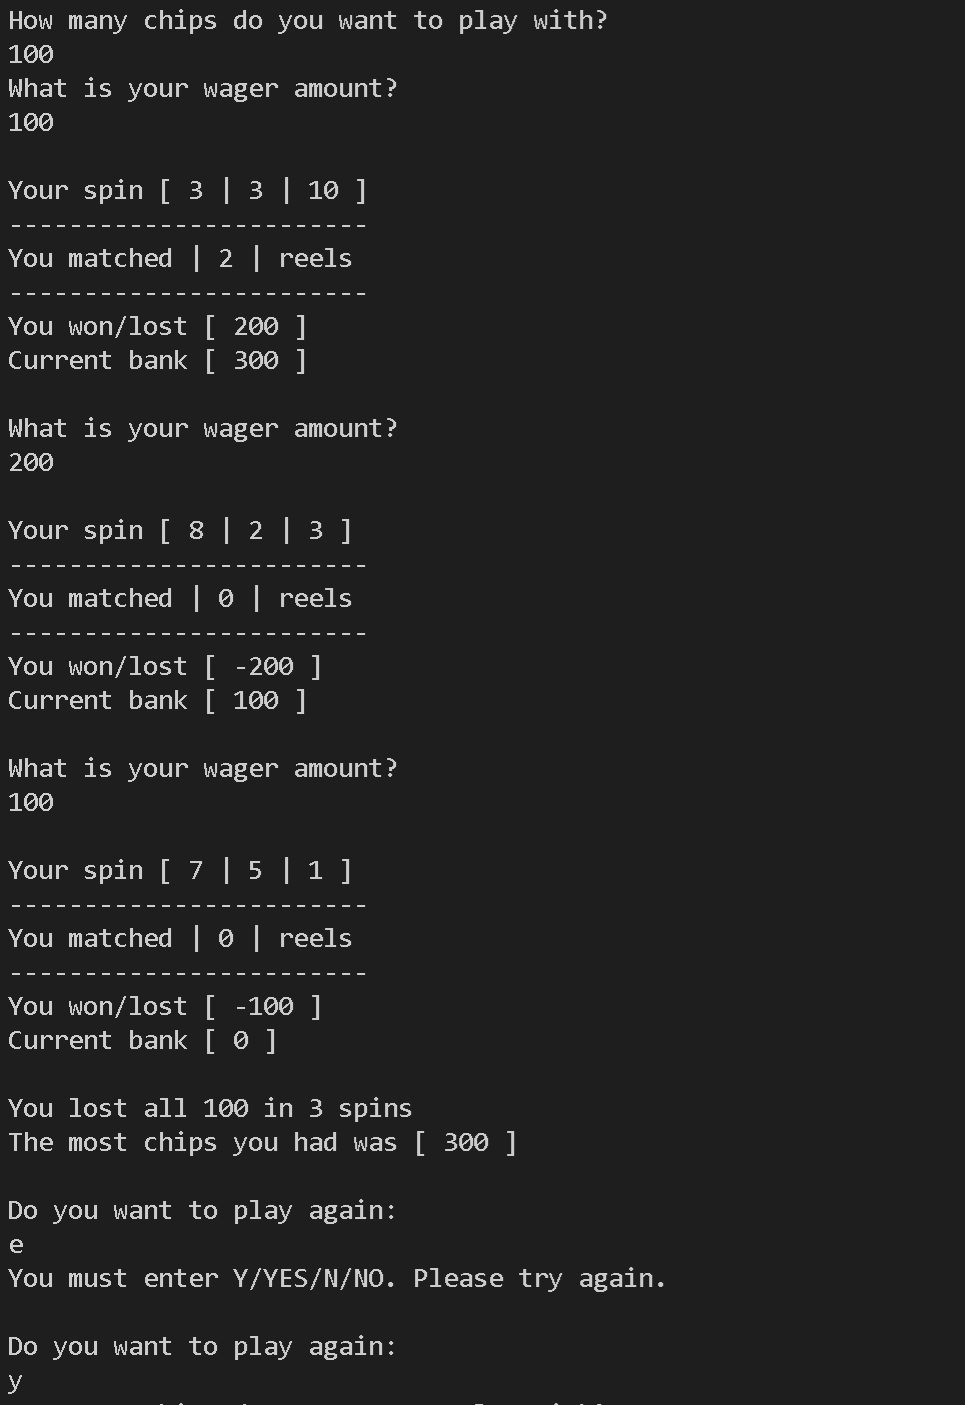 How many chips do you want to play with?
100
What is your wager amount?
100
Your spin [ 3 | 3 | 10 ]
------------------------
You matched | 2 | reels
------------------------
You won/lost [ 200 ]
Current bank [ 300 ]
What is your wager amount?
200
Your spin [ 8 | 2 | 3 ]
------------------------
You matched | 0 | reels
------------------------
You won/lost [ -200 ]
Current bank [ 100 ]
What is your wager amount?
100
Your spin [ 7 | 5 | 1 ]
------------------------
You matched | 0 | reels
------------------------
You won/lost [ -100 ]
Current bank [ 0 ]
You lost all 100 in 3 spins
The most chips you had was [ 300 ]
Do you want to play again:
e
You must enter Y/YES/N/NO. Please try again.
Do you want to play again:
y